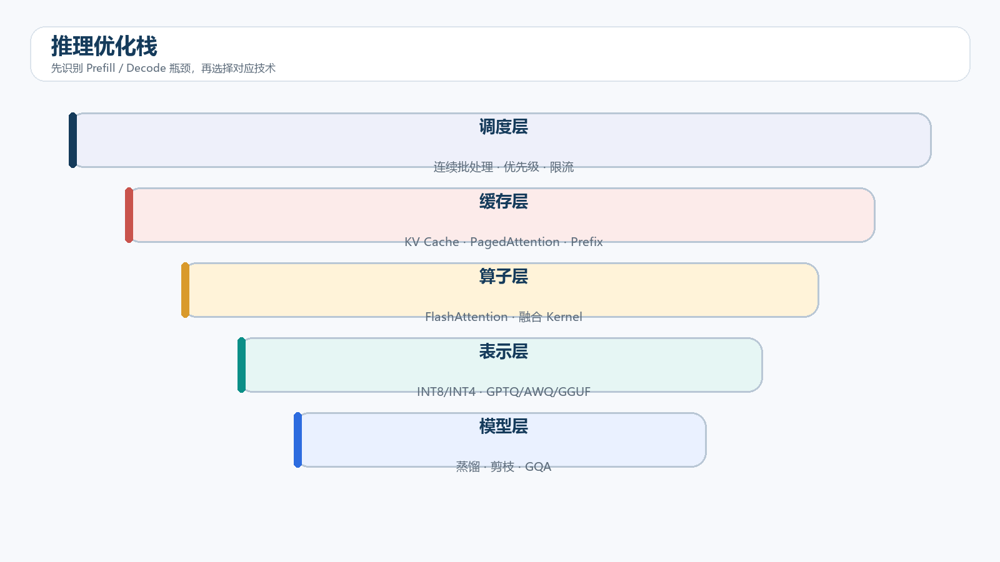 推理优化栈
先识别 Prefill / Decode 瓶颈，再选择对应技术
调度层
连续批处理 · 优先级 · 限流
缓存层
KV Cache · PagedAttention · Prefix
算子层
FlashAttention · 融合 Kernel
表示层
INT8/INT4 · GPTQ/AWQ/GGUF
模型层
蒸馏 · 剪枝 · GQA